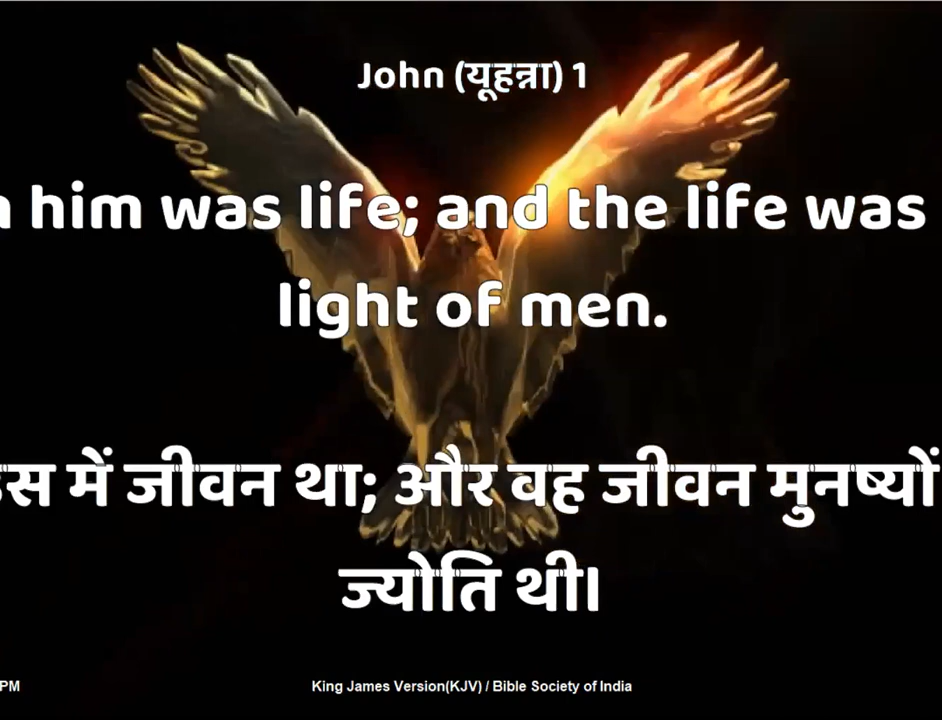 John (यूहन्ना) 1
him was life; and the life was
light of men.
में जीवन था; और वह जीवन मुनष्यों
ज्योति थी।
PM
King James Version(KJV) / Bible Society of India